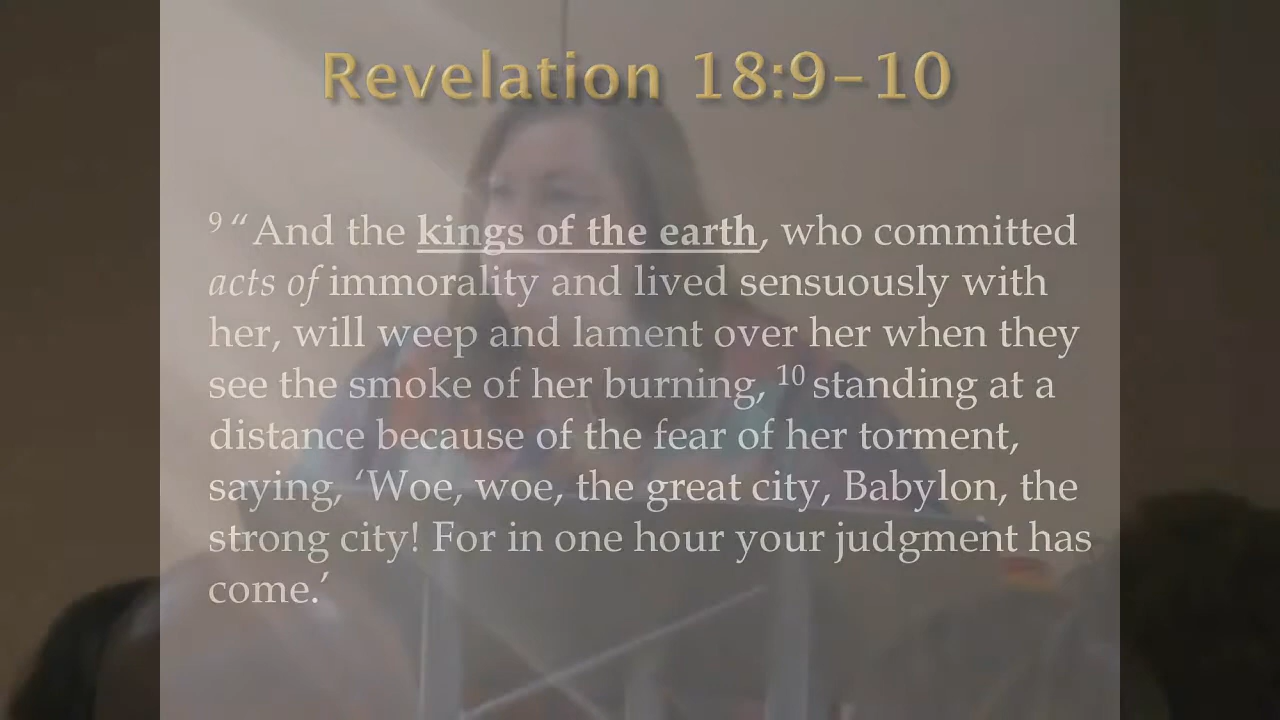 Revelation 18:9–10
9 “And the kings of the earth, who committed
acts of immorality and lived sensuously with
her, will weep and lament over her when they
see the smoke of her burning, 10 standing at a
distance because of the fear of her torment,
saying, ‘Woe, woe, the great city, Babylon, the
strong city! For in one hour your judgment has
come.’